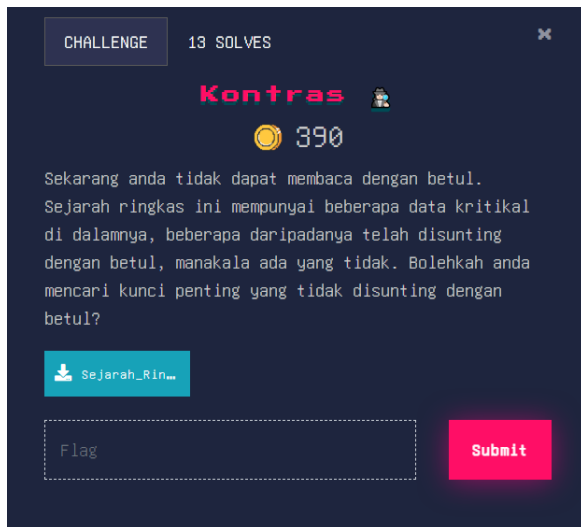 CHALLENGE 13 SOLVES ×
Kontras
390
Sekarang anda tidak dapat membaca dengan betul.
Sejarah ringkas ini mempunyai beberapa data kritikal
di dalamnya, beberapa daripadanya telah disunting
dengan betul, manakala ada yang tidak. Bolehkah anda
mencari kunci penting yang tidak disunting dengan
betul?
Sejarah_Rin…
Flag
Submit